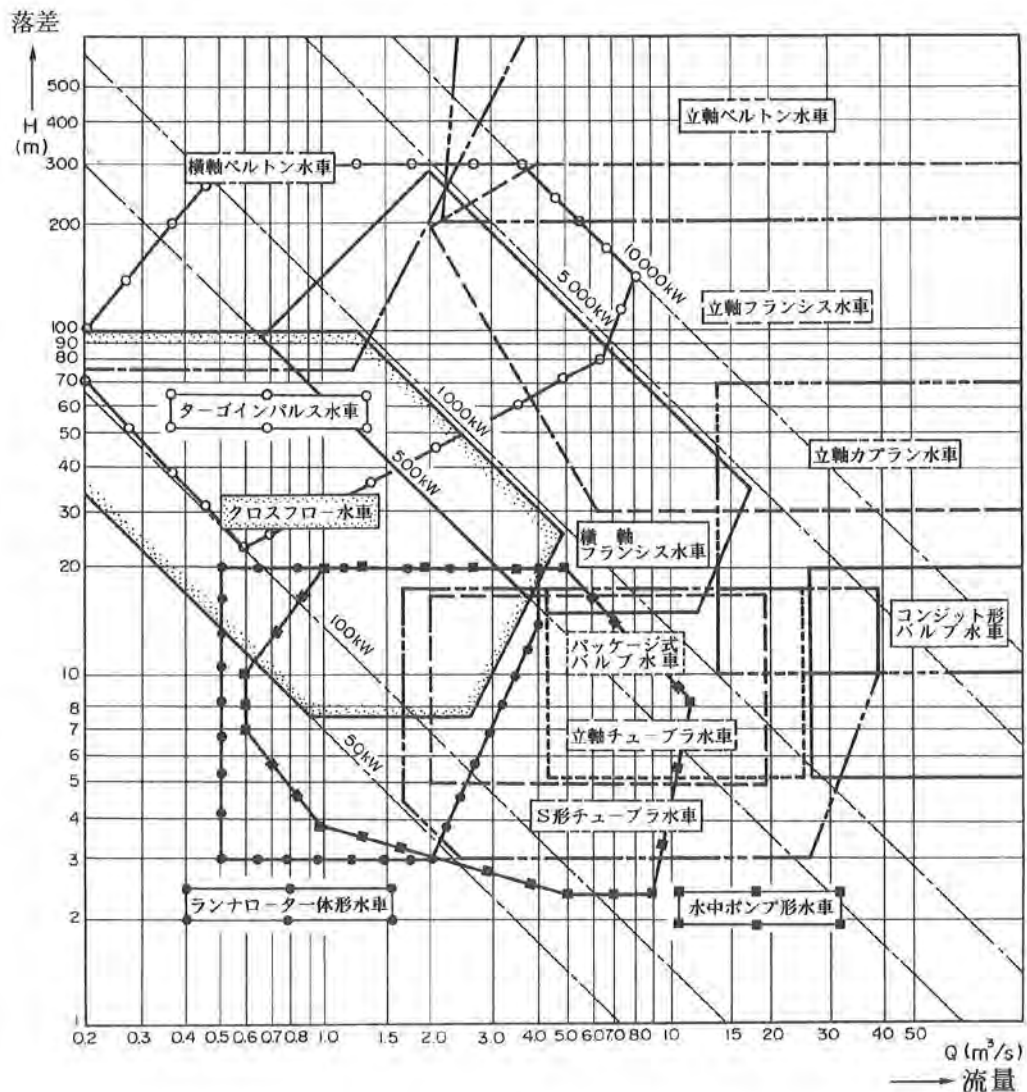 落差
H
(m)
500
400
300
200
100
90
80
70
60
50
40
30
20
10
8
7
6
5
4
3
2
1
立軸ペルトン水車
横軸ペルトン水車
10000kW
5000kW
立軸フランシス水車
ターゴインパルス水車
1000kW
500kW
立軸カプラン水車
クロスフロー水車
横軸
フランシス水車
100kW
コンジット形
バルブ水車
パッケージ式
バルブ水車
立軸チューブラ水車
50kW
S形チューブラ水車
ランナローター体形水車
水中ポンプ形水車
0.2 0.3 0.4 0.5 0.6 0.7 0.8 1.0 2.0 3.0 4.0 5.0 6.0 7.0 8.0 10 15 20 30 40 50
Q (m³/s)
流量